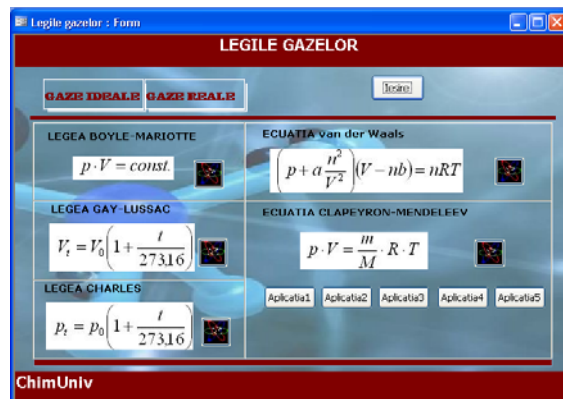 Legile gazelor : Form
LEGILE GAZELOR
GAZE IDEALE GAZE REALE
Iesire
LEGEA BOYLE-MARIOTTE
p · V = const.
LEGEA GAY-LUSSAC
V_t = V_0 (1 + t/273,16)
LEGEA CHARLES
p_t = p_0 (1 + t/273,16)
ECUATIA van der Waals
(p + a n²/V²)(V − nb) = nRT
ECUATIA CLAPEYRON-MENDELEEV
p · V = m/M · R · T
Aplicatia1 Aplicatia2 Aplicatia3 Aplicatia4 Aplicatia5
ChimUniv